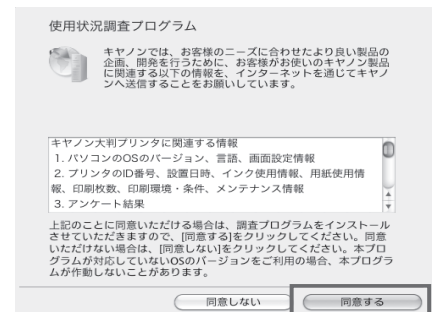 使用状況調査プログラム
キヤノンでは、お客様のニーズに合わせたより良い製品の
企画、開発を行うために、お客様がお使いのキヤノン製品
に関連する以下の情報を、インターネットを通じてキヤノ
ンへ送信することをお願いしています。
キヤノン大判プリンタに関連する情報
1. パソコンのOSのバージョン、言語、画面設定情報
2. プリンタのID番号、設置日時、インク使用情報、用紙使用情
報、印刷枚数、印刷環境・条件、メンテナンス情報
3. アンケート結果
上記のことに同意いただける場合は、調査プログラムをインストール
させていただきますので、[同意する]をクリックしてください。同意
いただけない場合は、[同意しない]をクリックしてください。本プロ
グラムが対応していないOSのバージョンをご利用の場合、本プログラ
ムが作動しないことがあります。
同意しない
同意する